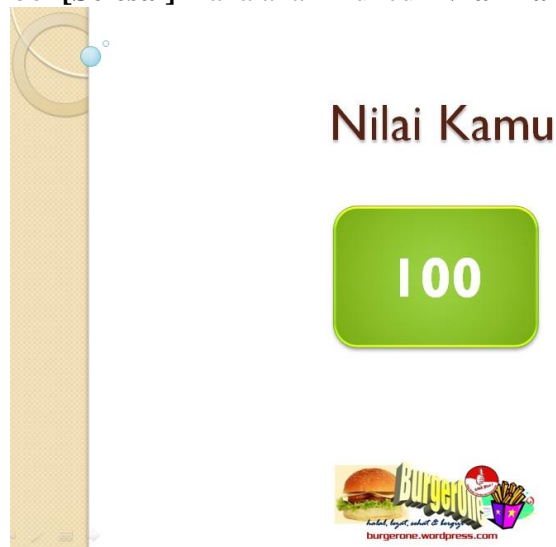 Nilai Kamu
100
BurgerOne
halal, lezat, sehat & bergizi
burgerone.wordpress.com